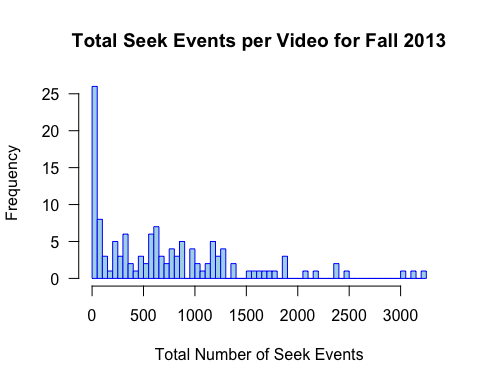 Total Seek Events per Video for Fall 2013
Frequency
25
20
15
10
5
0
0 500 1000 1500 2000 2500 3000
Total Number of Seek Events